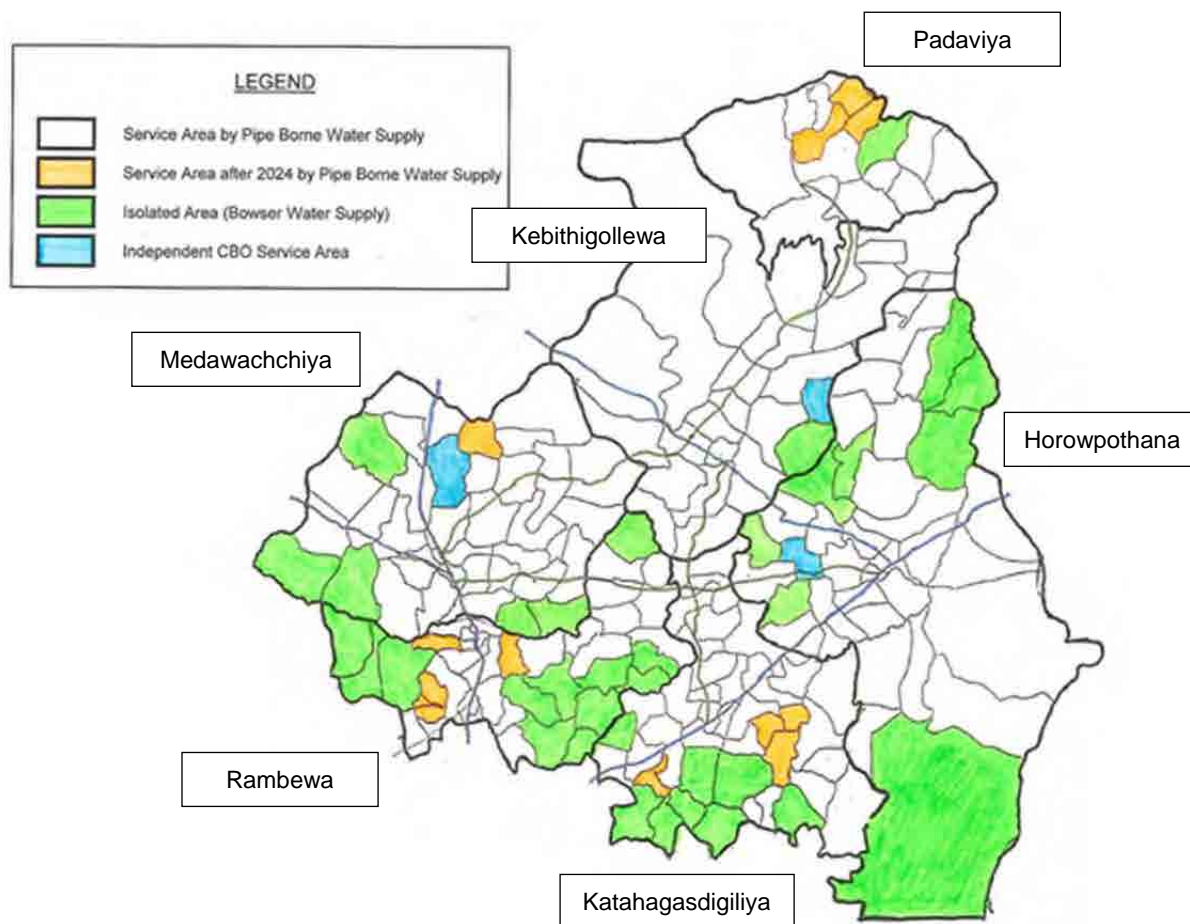 Padaviya
LEGEND
Service Area by Pipe Borne Water Supply
Service Area after 2024 by Pipe Borne Water Supply
Isolated Area (Bowser Water Supply)
Independent CBO Service Area
Kebithigollewa
Medawachchiya
Horowpothana
Rambewa
Katahagasdigiliya